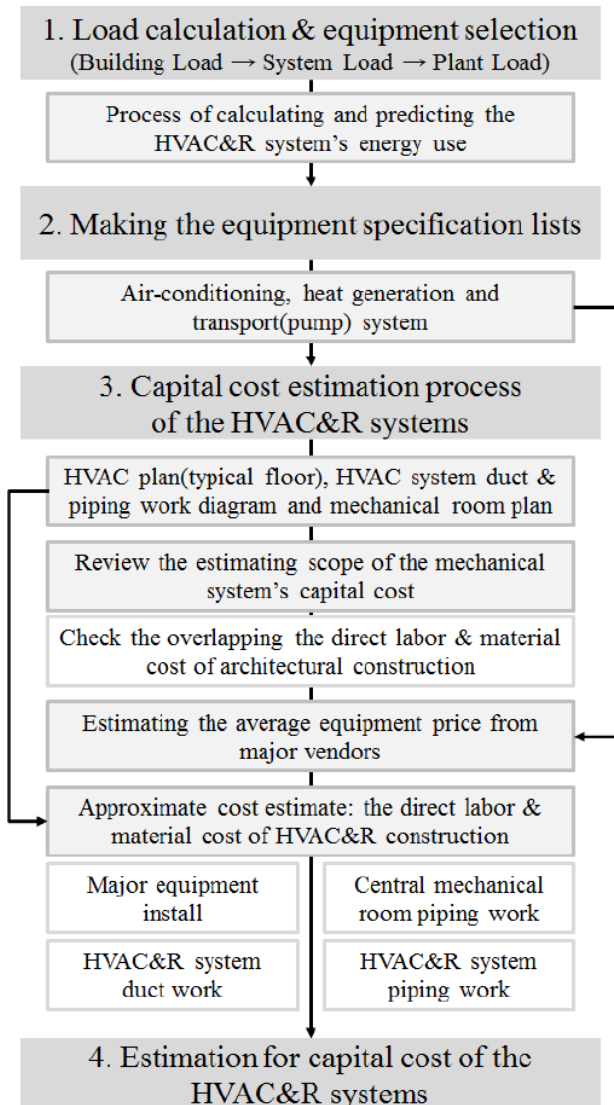 1. Load calculation & equipment selection
(Building Load → System Load → Plant Load)
Process of calculating and predicting the
HVAC&R system's energy use
2. Making the equipment specification lists
Air-conditioning, heat generation and
transport(pump) system
3. Capital cost estimation process
of the HVAC&R systems
HVAC plan(typical floor), HVAC system duct &
piping work diagram and mechanical room plan
Review the estimating scope of the mechanical
system's capital cost
Check the overlapping the direct labor & material
cost of architectural construction
Estimating the average equipment price from
major vendors
Approximate cost estimate: the direct labor &
material cost of HVAC&R construction
Major equipment
install
Central mechanical
room piping work
HVAC&R system
duct work
HVAC&R system
piping work
4. Estimation for capital cost of the
HVAC&R systems